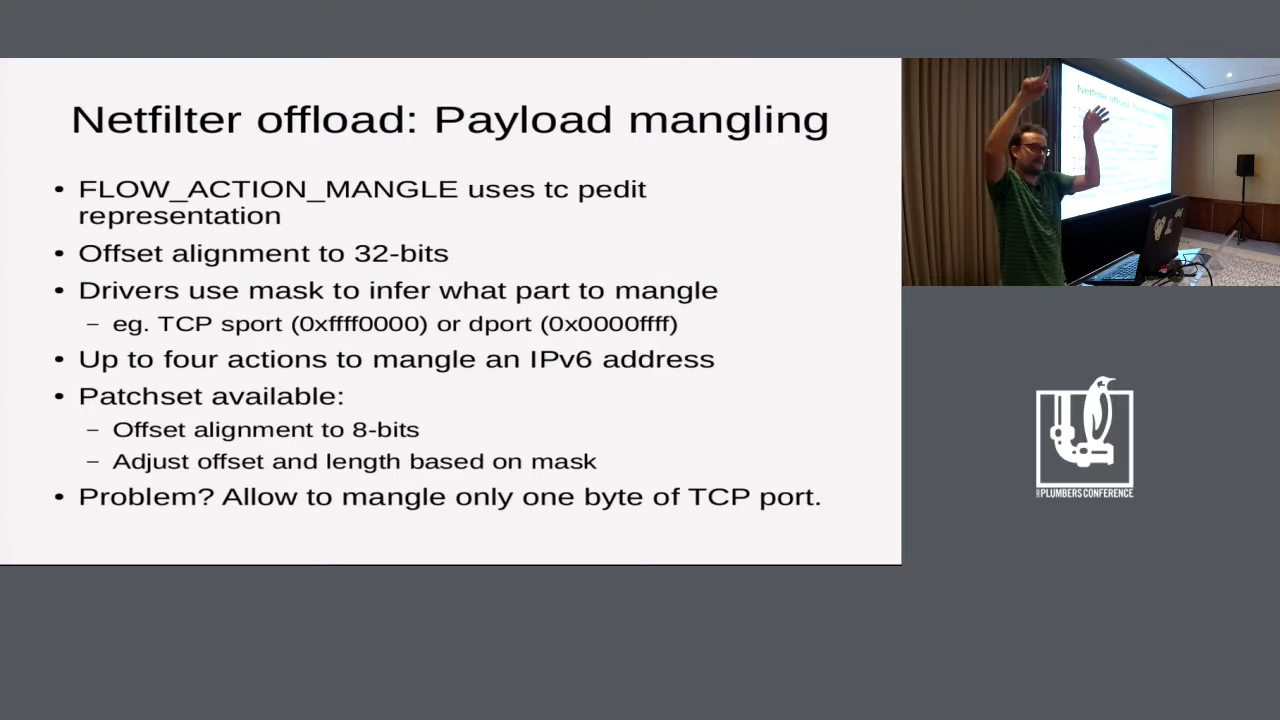 Netfilter offload: Payload mangling
• FLOW_ACTION_MANGLE uses tc pedit
representation
• Offset alignment to 32-bits
• Drivers use mask to infer what part to mangle
– eg. TCP sport (0xffff0000) or dport (0x0000ffff)
• Up to four actions to mangle an IPv6 address
• Patchset available:
– Offset alignment to 8-bits
– Adjust offset and length based on mask
• Problem? Allow to mangle only one byte of TCP port.
PLUMBERS CONFERENCE